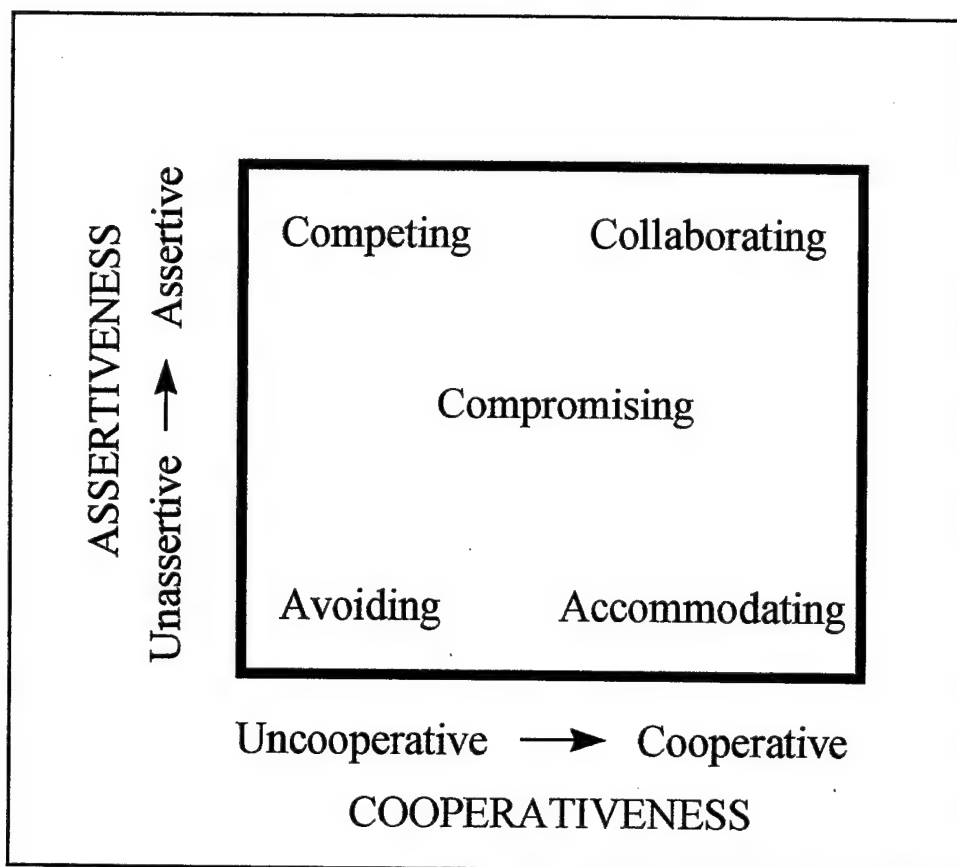 Competing Collaborating
Compromising
Avoiding Accommodating
ASSERTIVENESS
Unassertive Assertive
Uncooperative Cooperative
COOPERATIVENESS